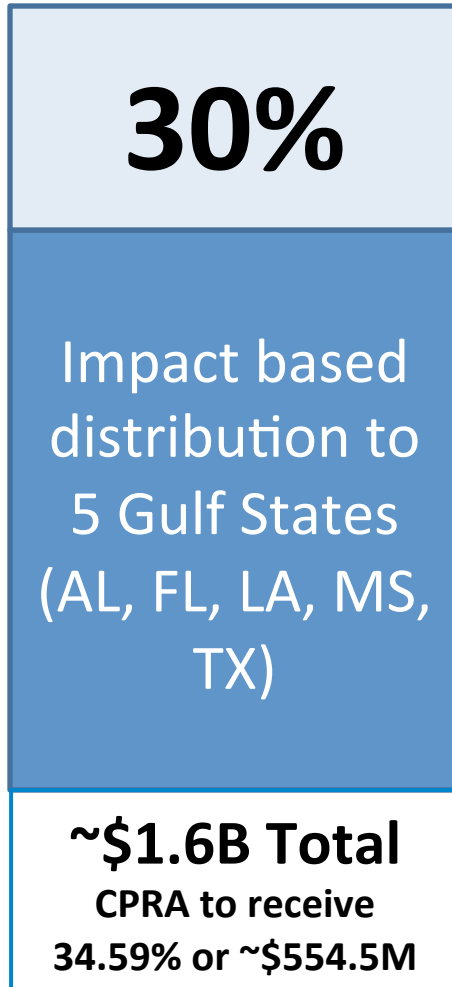 30%
Impact based
distribution to
5 Gulf States
(AL, FL, LA, MS,
TX)
~$1.6B Total
CPRA to receive
34.59% or ~$554.5M